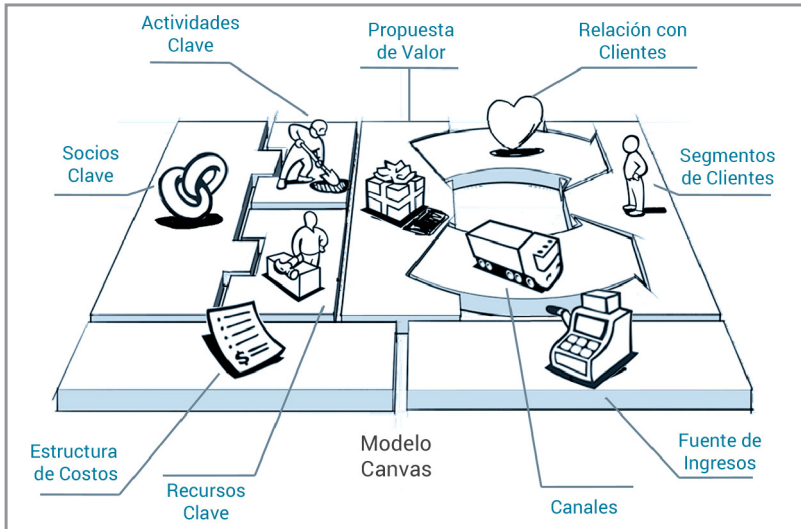 Actividades
Clave
Propuesta
de Valor
Relación con
Clientes
Socios
Clave
Segmentos
de Clientes
$
Estructura
de Costos
Recursos
Clave
Modelo
Canvas
Canales
Fuente de
Ingresos